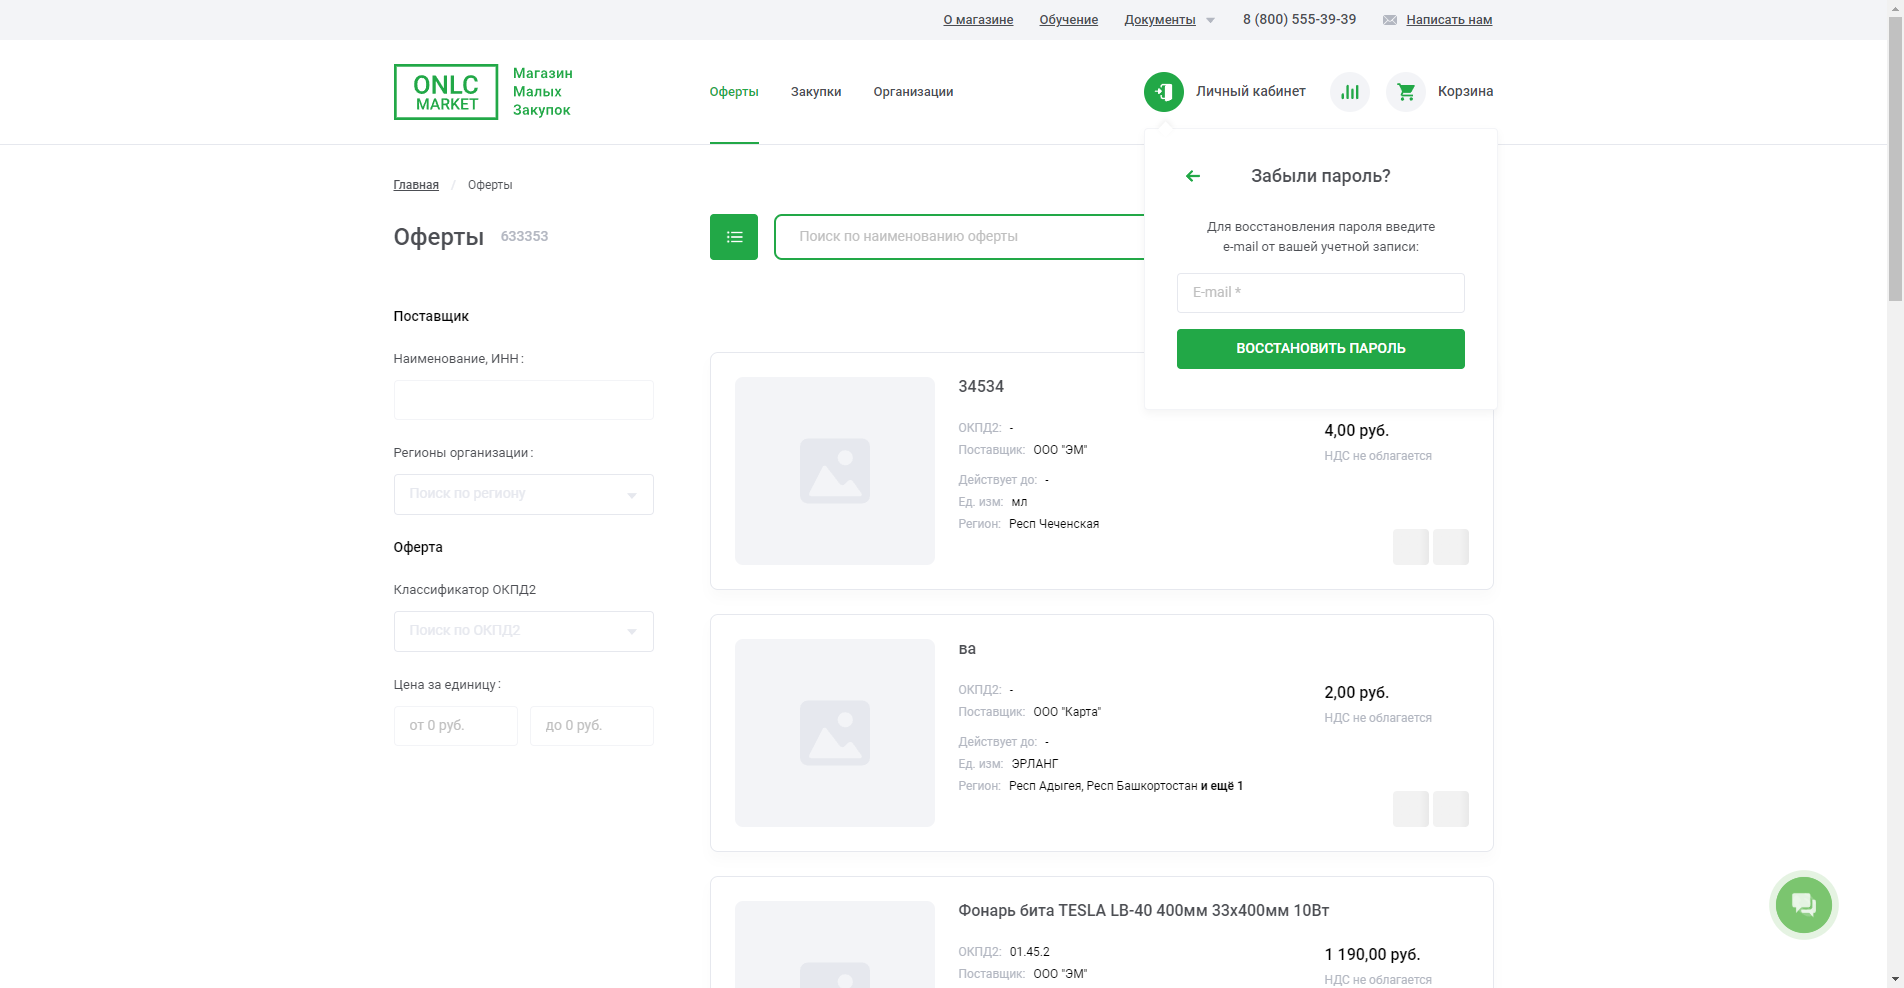 О магазине
Обучение
Документы
8 (800) 555-39-39
Написать нам
ONLC
MARKET
Магазин
Малых
Закупок
Оферты
Закупки
Организации
Личный кабинет
Корзина
Главная / Оферты
Оферты 633353
Поиск по наименованию оферты
Забыли пароль?
Для восстановления пароля введите
e-mail от вашей учетной записи:
E-mail *
ВОССТАНОВИТЬ ПАРОЛЬ
Поставщик
Наименование, ИНН:
Регионы организации:
Поиск по региону
Оферта
Классификатор ОКПД2
Поиск по ОКПД2
Цена за единицу:
от 0 руб.
до 0 руб.
34534
ОКПД2: -
Поставщик: ООО "ЭМ"
Действует до: -
Ед. изм: мл
Регион: Респ Чеченская
4,00 руб.
НДС не облагается
ва
ОКПД2: -
Поставщик: ООО "Карта"
Действует до: -
Ед. изм: ЭРЛАНГ
Регион: Респ Адыгея, Респ Башкортостан и ещё 1
2,00 руб.
НДС не облагается
Фонарь бита TESLA LB-40 400мм 33х400мм 10Вт
ОКПД2: 01.45.2
Поставщик: ООО "ЭМ"
1 190,00 руб.
НДС не облагается